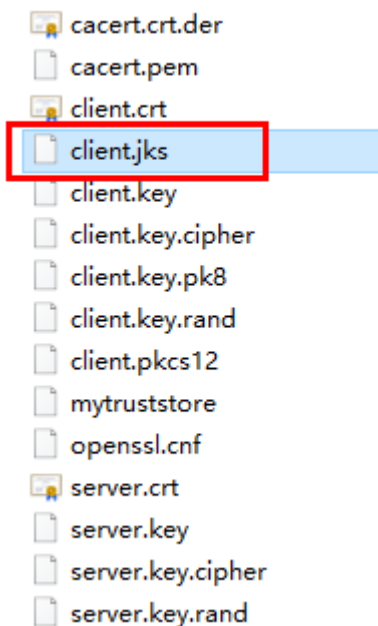 cacert.crt.der
cacert.pem
client.crt
client.jks
client.key
client.key.cipher
client.key.pk8
client.key.rand
client.pkcs12
mytruststore
openssl.cnf
server.crt
server.key
server.key.cipher
server.key.rand